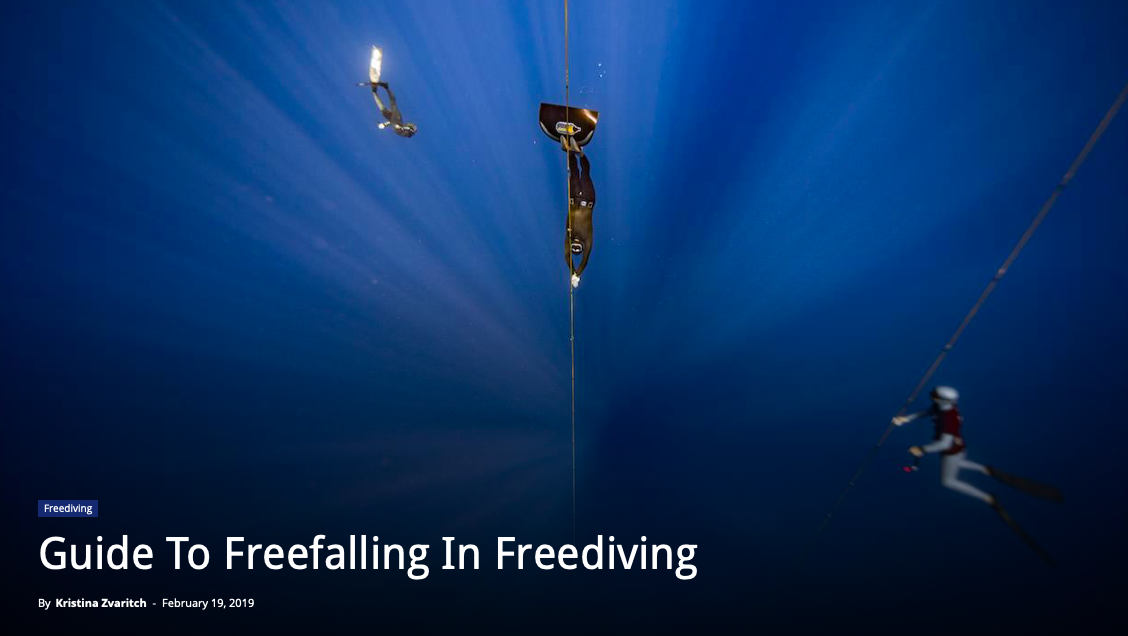 Freediving
Guide To Freefalling In Freediving
By Kristina Zvaritch - February 19, 2019